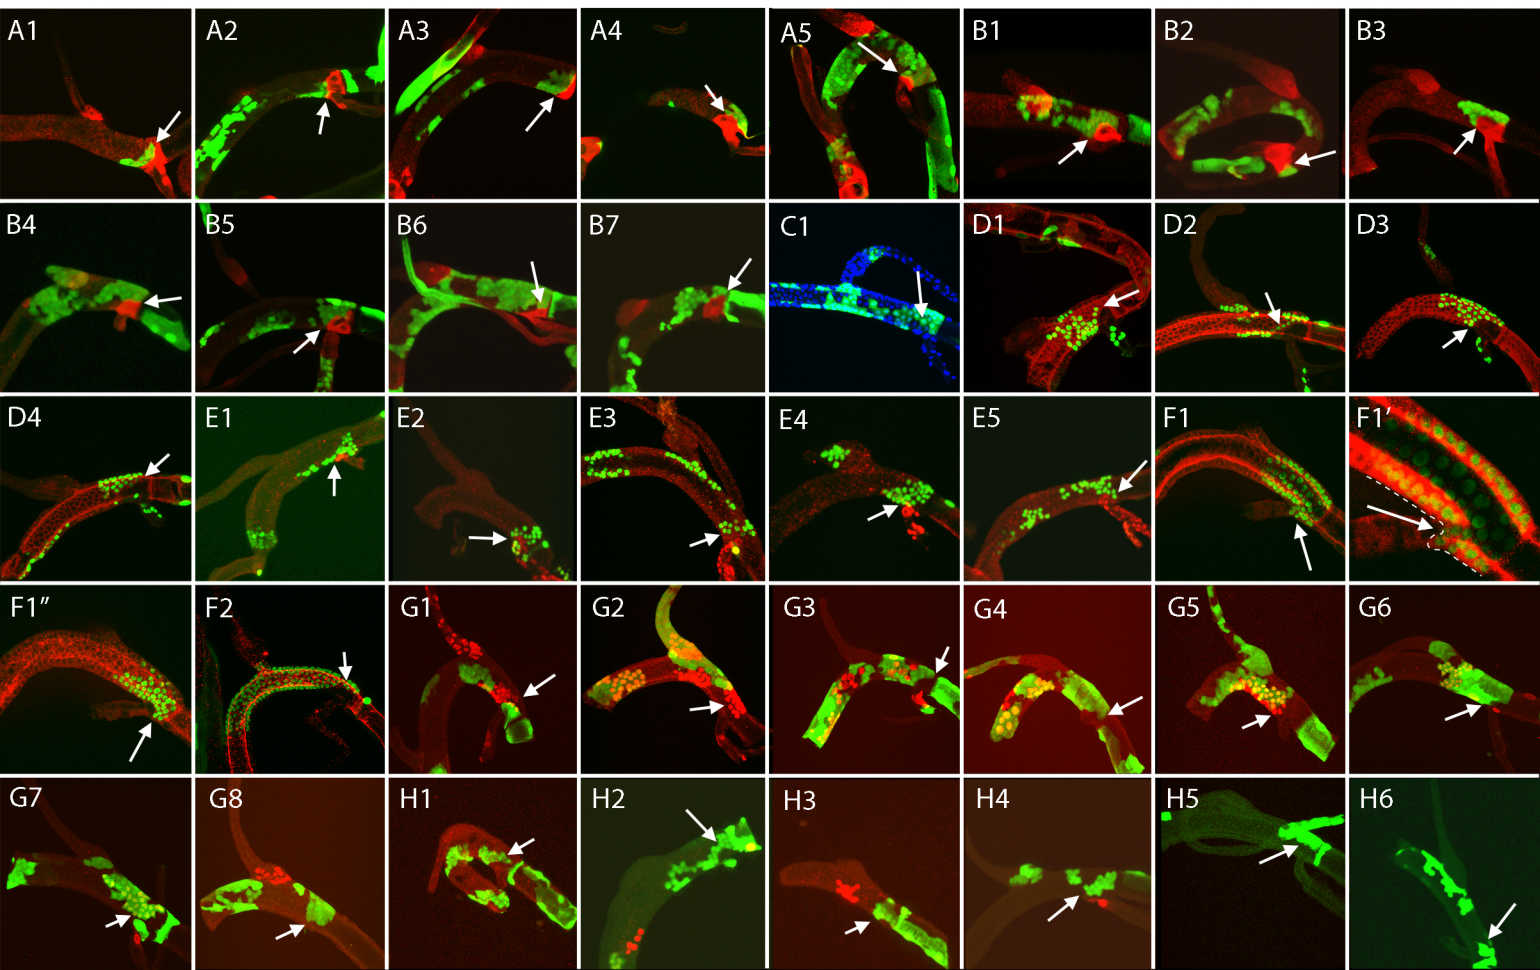 A1 A2 A3 A4 A5 B1 B2 B3
B4 B5 B6 B7 C1 D1 D2 D3
D4 E1 E2 E3 E4 E5 F1 F1’
F1” F2 G1 G2 G3 G4 G5 G6
G7 G8 H1 H2 H3 H4 H5 H6